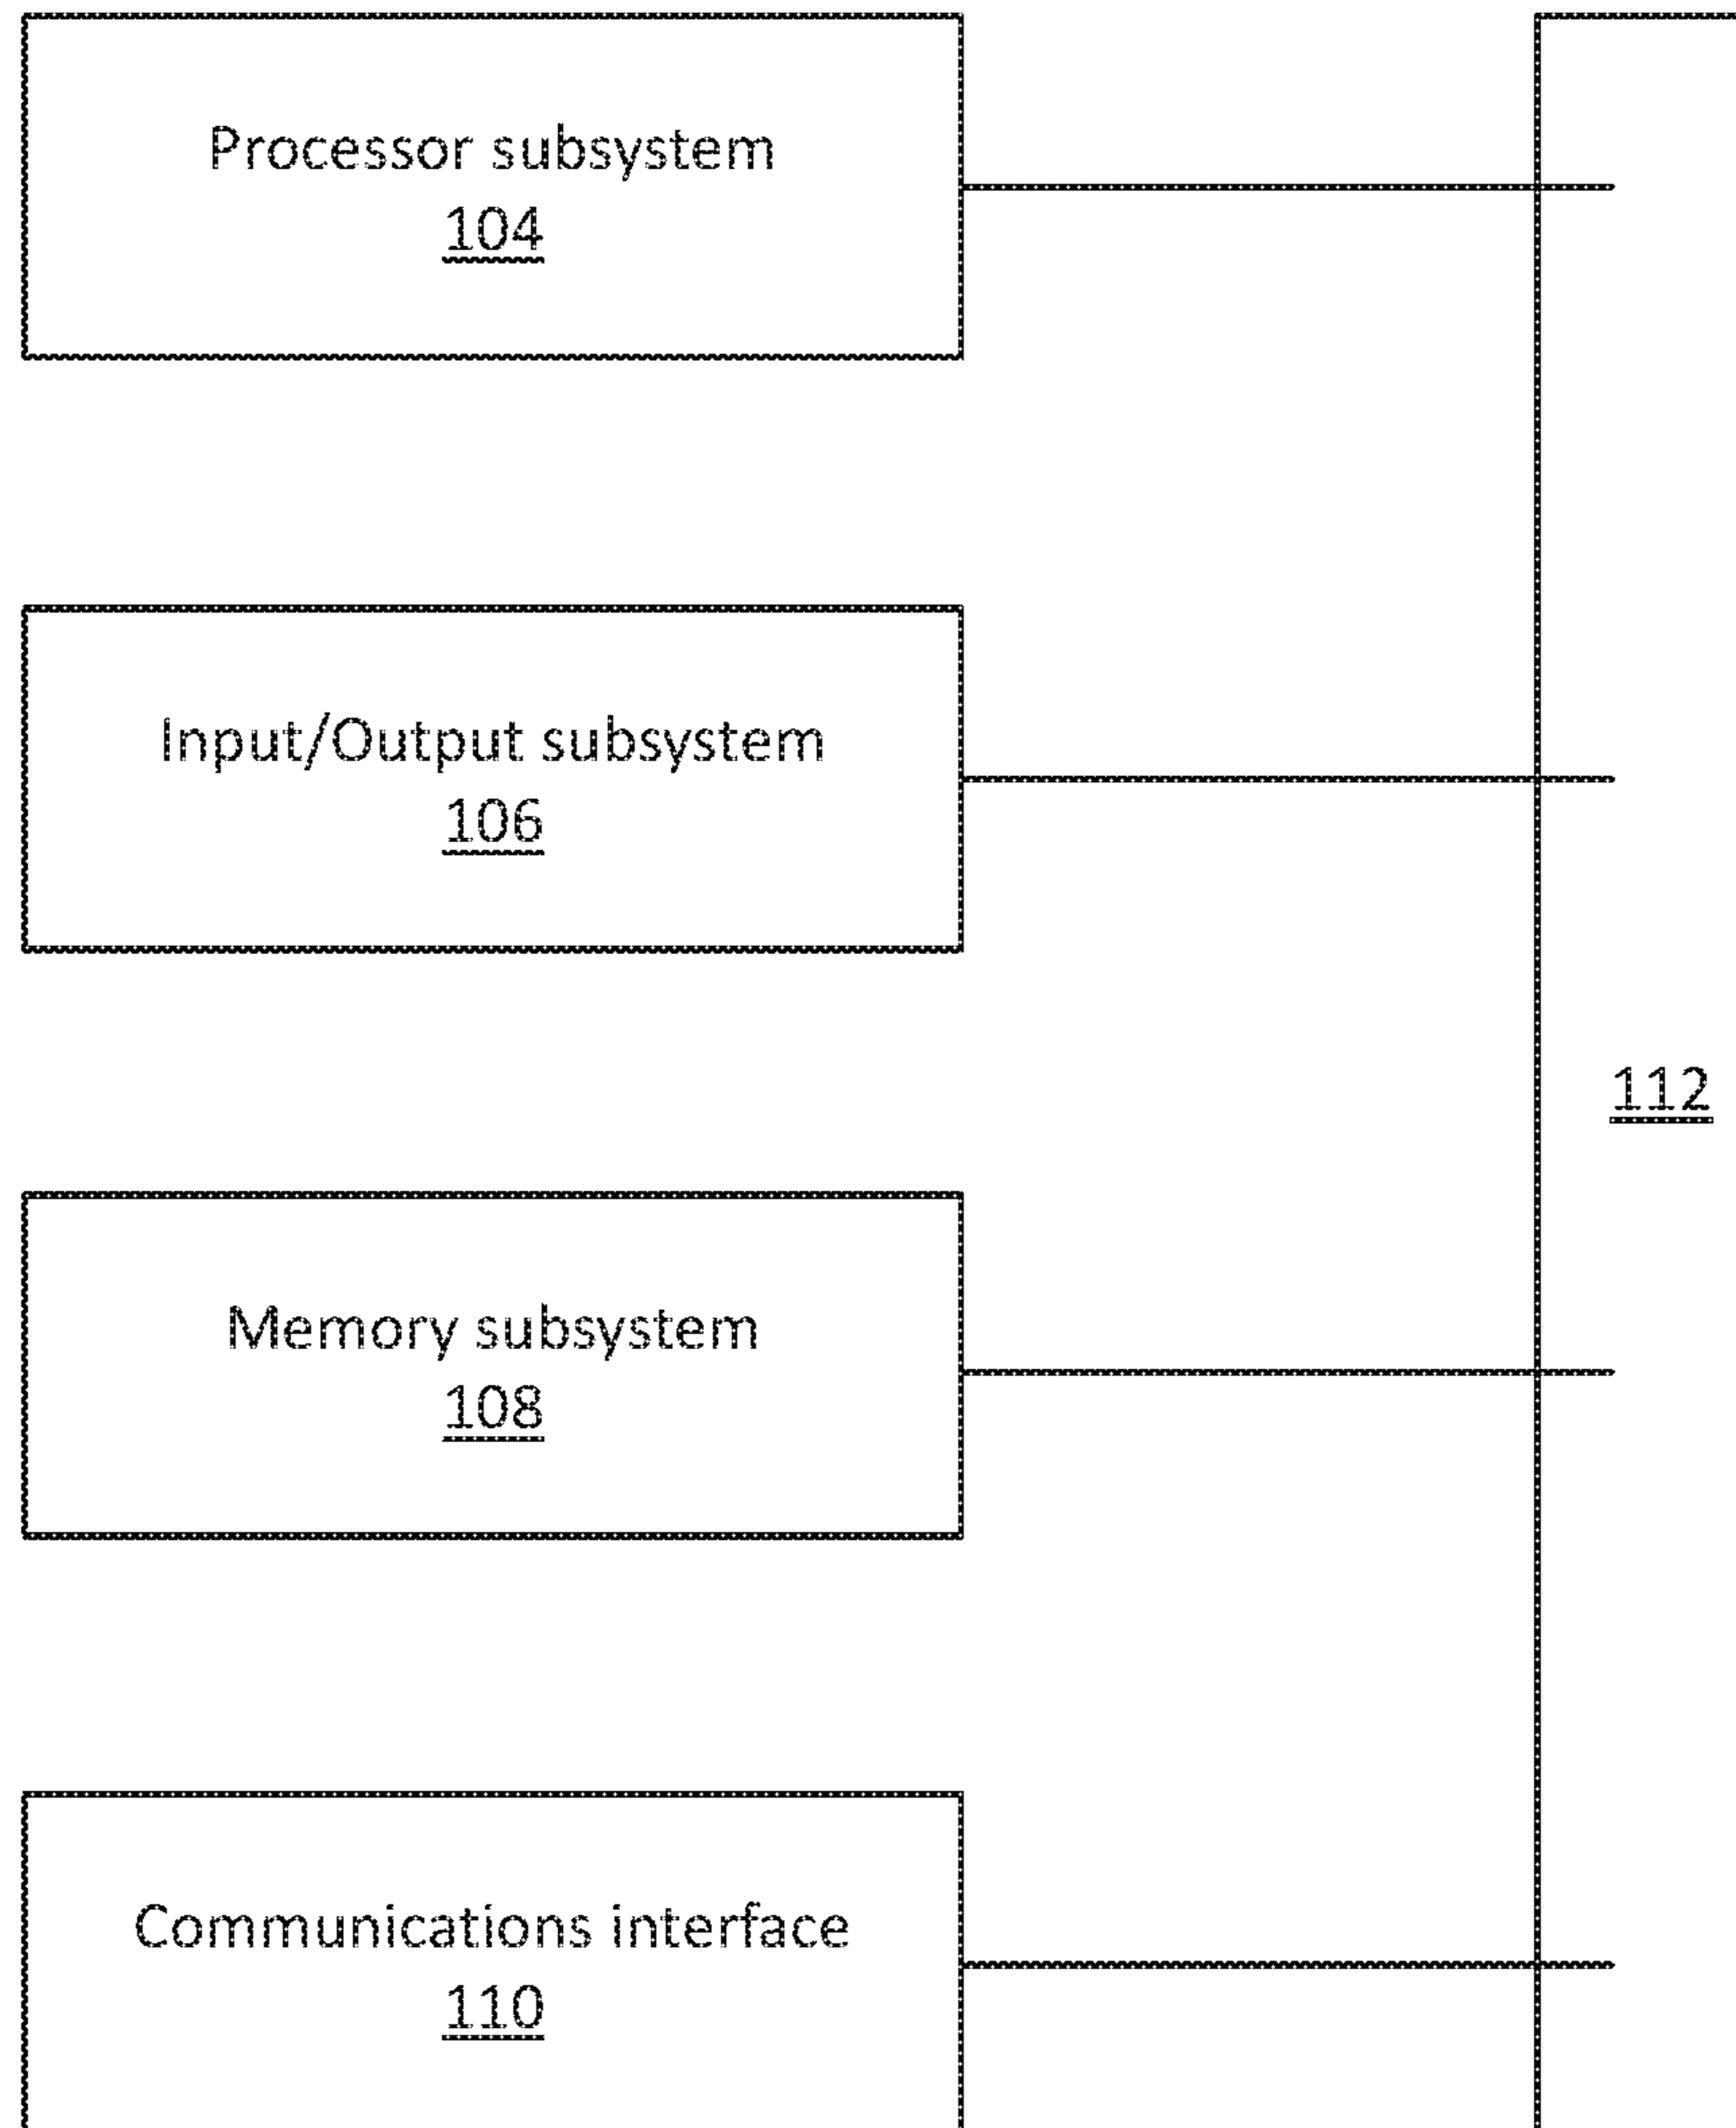 Processor subsystem
104
Input/Output subsystem
106
112
Memory subsystem
108
Communications interface
110